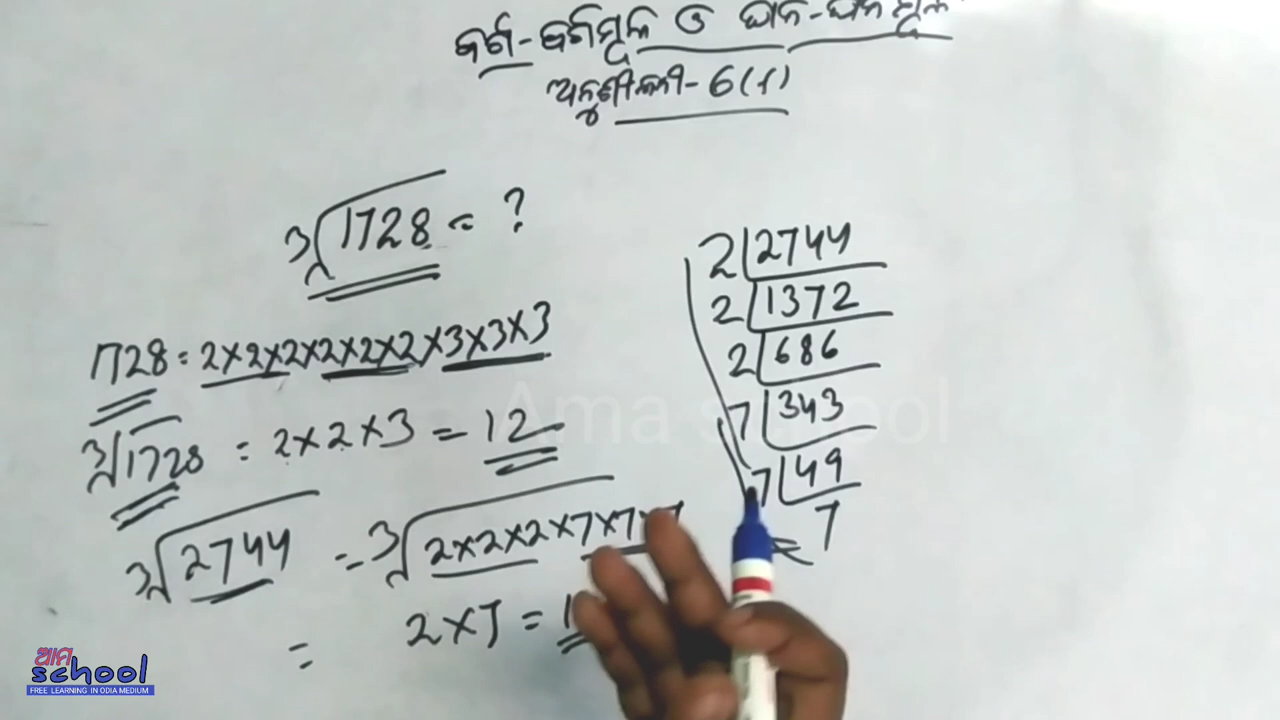 ବର୍ଗ-ବର୍ଗମୂଳ ଓ ଘନ-ଘନମୂଳ
ଅନୁଶୀଳନୀ-6(f)
∛1728 = ?
1728 = 2×2×2×2×2×2×3×3×3
∛1728 = 2×2×3 = 12
∛2744 = ∛2×2×2×7×7×7
= 2×7 = 1
2 2744
2 1372
2 686
7 343
7 49
7
Ama school
ଆମ
school
FREE LEARNING IN ODIA MEDIUM